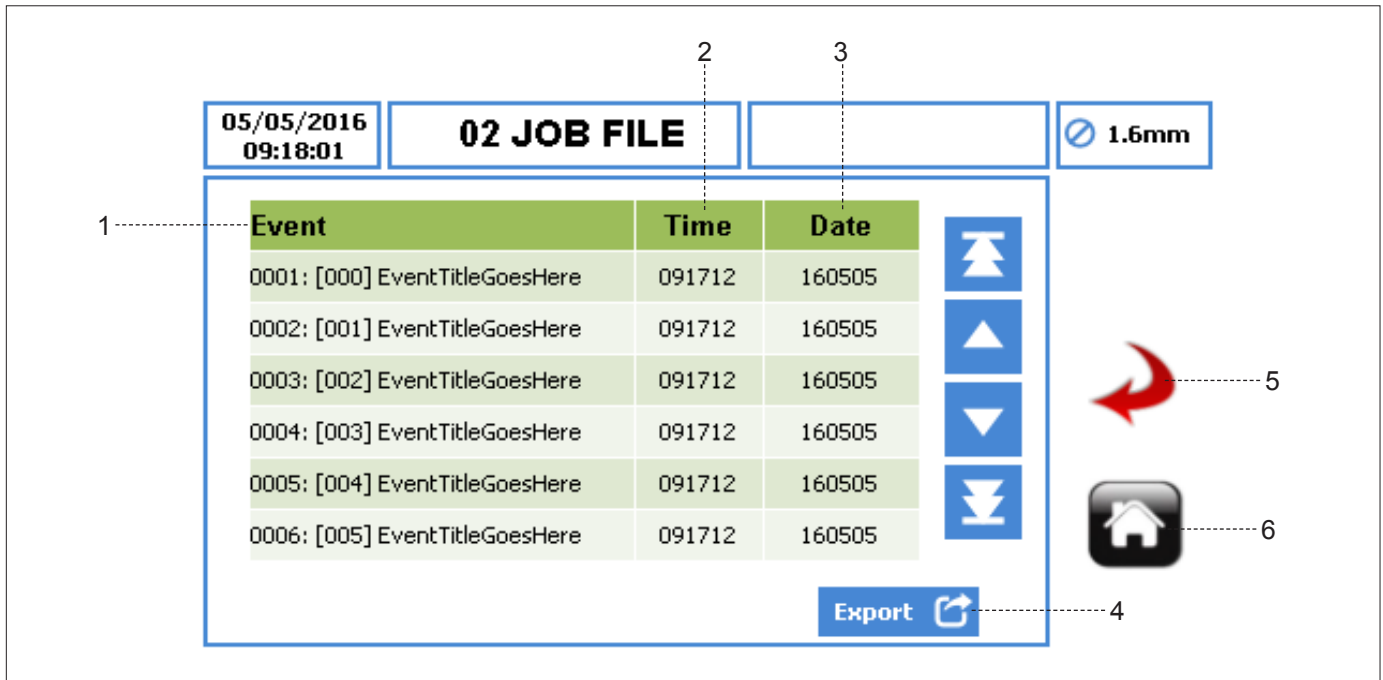 2 3
05/05/2016
09:18:01
02 JOB FILE
1.6mm
1
Event Time Date
0001: [000] EventTitleGoesHere 091712 160505
0002: [001] EventTitleGoesHere 091712 160505
0003: [002] EventTitleGoesHere 091712 160505
5
0004: [003] EventTitleGoesHere 091712 160505
0005: [004] EventTitleGoesHere 091712 160505
0006: [005] EventTitleGoesHere 091712 160505
6
Export
4